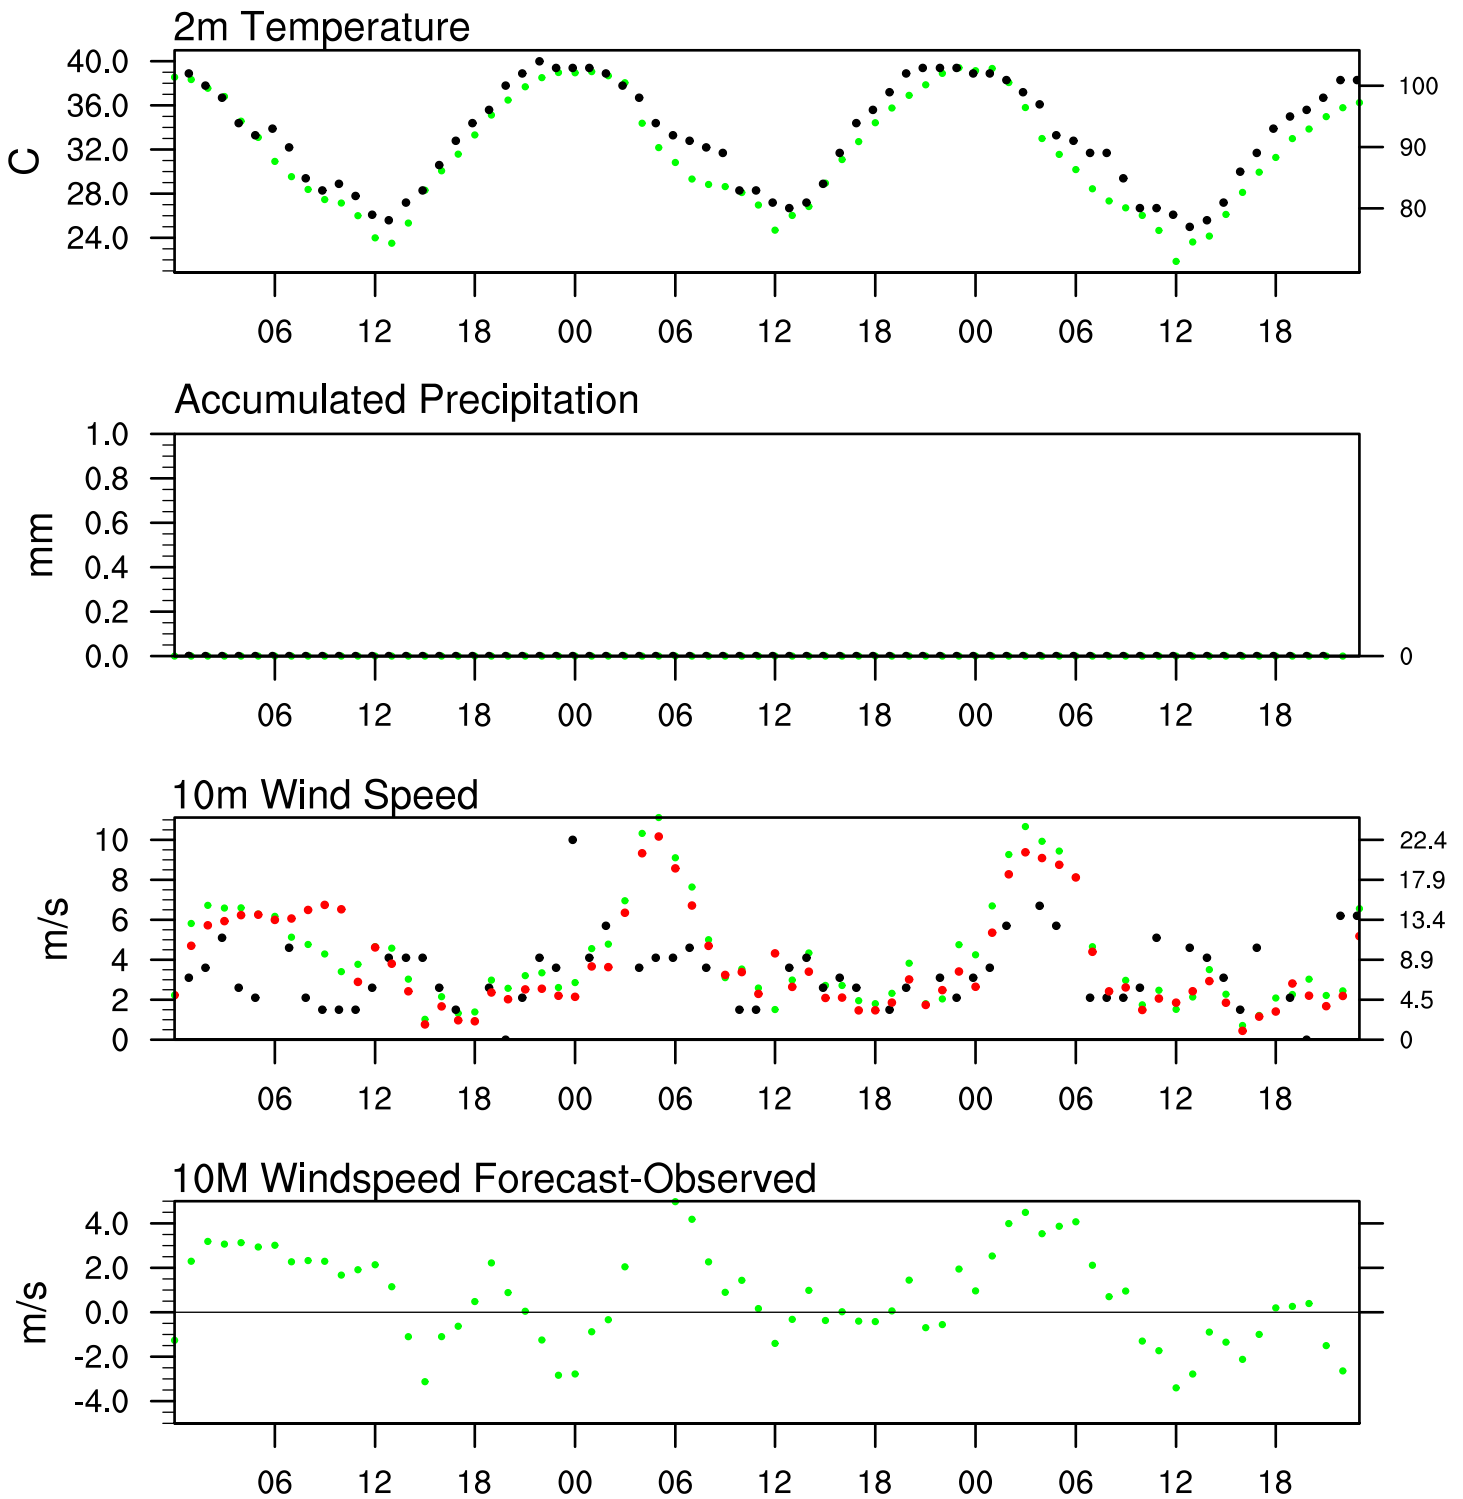 2m Temperature
40.0
36.0
32.0
28.0
24.0
C
100
90
80
06 12 18 00 06 12 18 00 06 12 18
Accumulated Precipitation
1.0
0.8
0.6
0.4
0.2
0.0
mm
0
06 12 18 00 06 12 18 00 06 12 18
10m Wind Speed
10
8
6
4
2
0
m/s
22.4
17.9
13.4
8.9
4.5
0
06 12 18 00 06 12 18 00 06 12 18
10M Windspeed Forecast-Observed
4.0
2.0
0.0
-2.0
-4.0
m/s
06 12 18 00 06 12 18 00 06 12 18